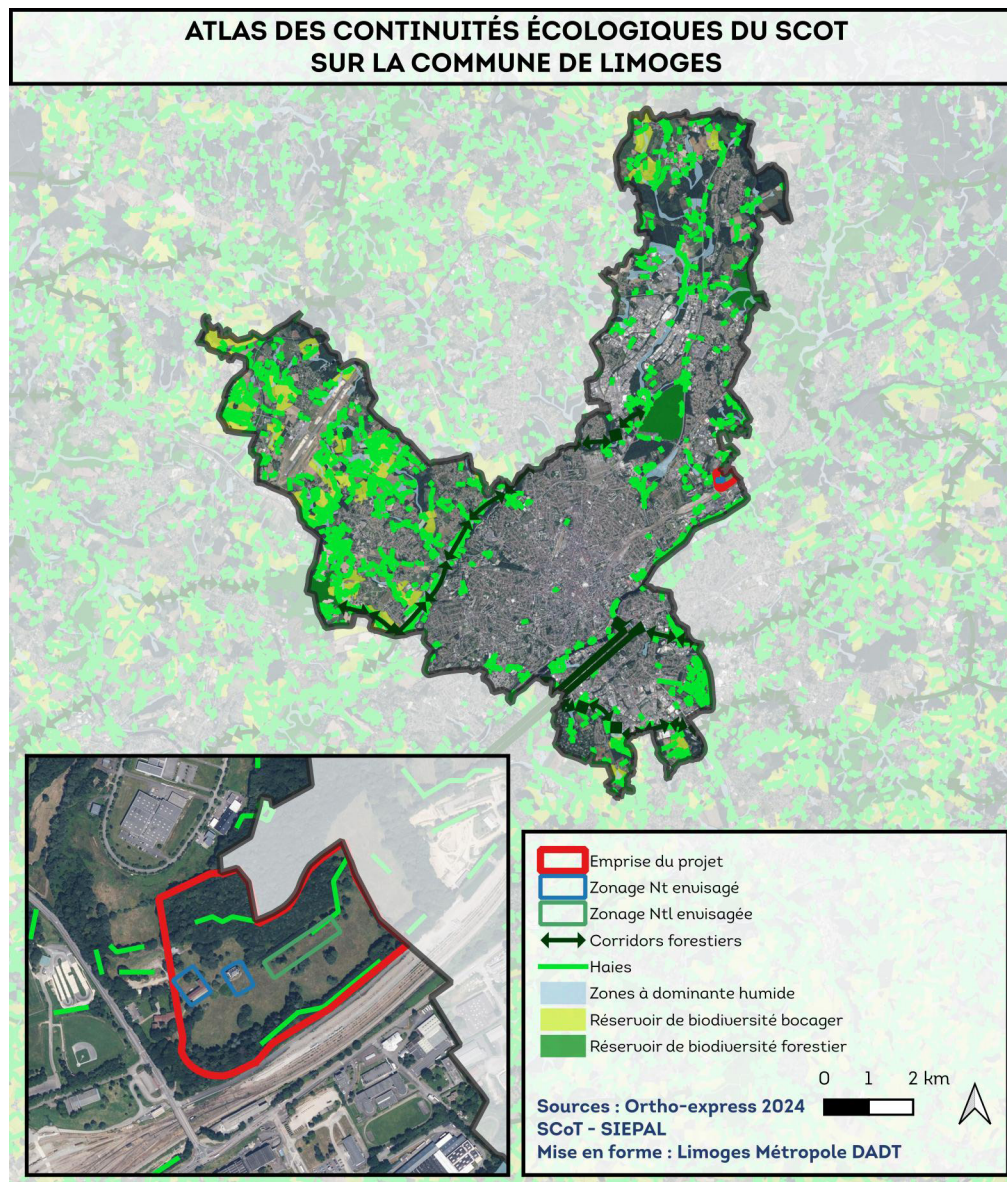 ATLAS DES CONTINUITÉS ÉCOLOGIQUES DU SCOT
SUR LA COMMUNE DE LIMOGES
Emprise du projet
Zonage Nt envisagé
Zonage Ntl envisagée
Corridors forestiers
Haies
Zones à dominante humide
Réservoir de biodiversité bocager
Réservoir de biodiversité forestier
0 1 2 km
Sources : Ortho-express 2024
SCoT - SIEPAL
Mise en forme : Limoges Métropole DADT